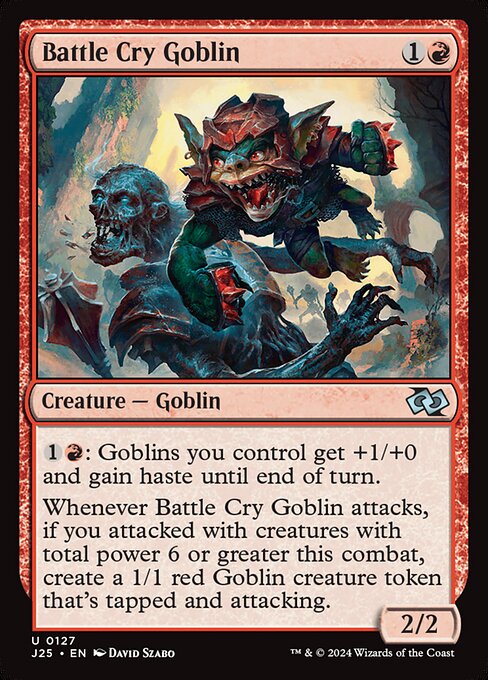 Battle Cry Goblin 1
Creature — Goblin
1: Goblins you control get +1/+0
and gain haste until end of turn.
Whenever Battle Cry Goblin attacks,
if you attacked with creatures with
total power 6 or greater this combat,
create a 1/1 red Goblin creature token
that's tapped and attacking.
2/2
U 0127
J25 • EN DAVID SZABO
™ & © 2024 Wizards of the Coast